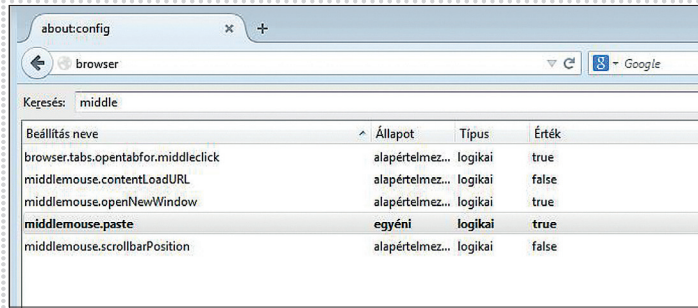 about:config × +
browser 8 Google
Keresés: middle
Beállítás neve Állapot Típus Érték
browser.tabs.opentabfor.middleclick alapértelmez... logikai true
middlemouse.contentLoadURL alapértelmez... logikai false
middlemouse.openNewWindow alapértelmez... logikai true
middlemouse.paste egyéni logikai true
middlemouse.scrollbarPosition alapértelmez... logikai false